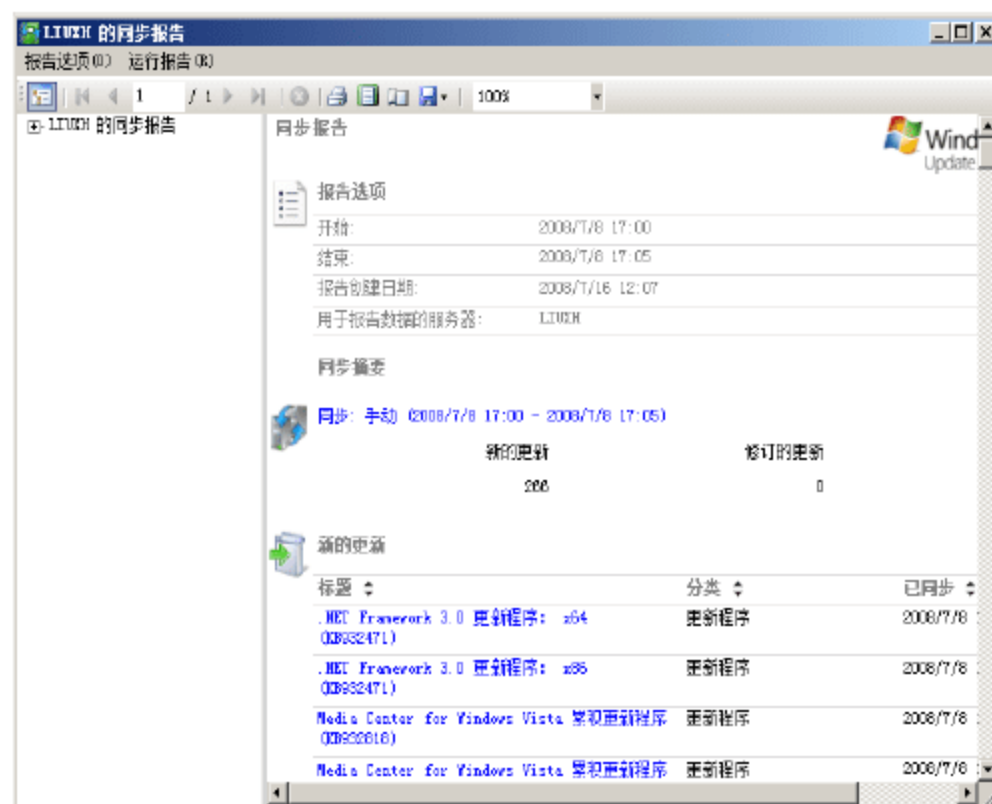 LIUXH 的同步报告
报告选项(O) 运行报告(R)
1 / 1 100%
LIUXH 的同步报告
同步报告
Wind
Update
报告选项
开始: 2008/7/8 17:00
结束: 2008/7/8 17:05
报告创建日期: 2008/7/16 12:07
用于报告数据的服务器: LIUXH
同步摘要
同步: 手动 (2008/7/8 17:00 - 2008/7/8 17:05)
新的更新 修订的更新
266 0
新的更新
标题 分类 已同步
.NET Framework 3.0 更新程序: x64 更新程序 2008/7/8
(KB932471)
.NET Framework 3.0 更新程序: x86 更新程序 2008/7/8
(KB932471)
Media Center for Windows Vista 累积更新程序 更新程序 2008/7/8
(KB932818)
Media Center for Windows Vista 累积更新程序 更新程序 2008/7/8